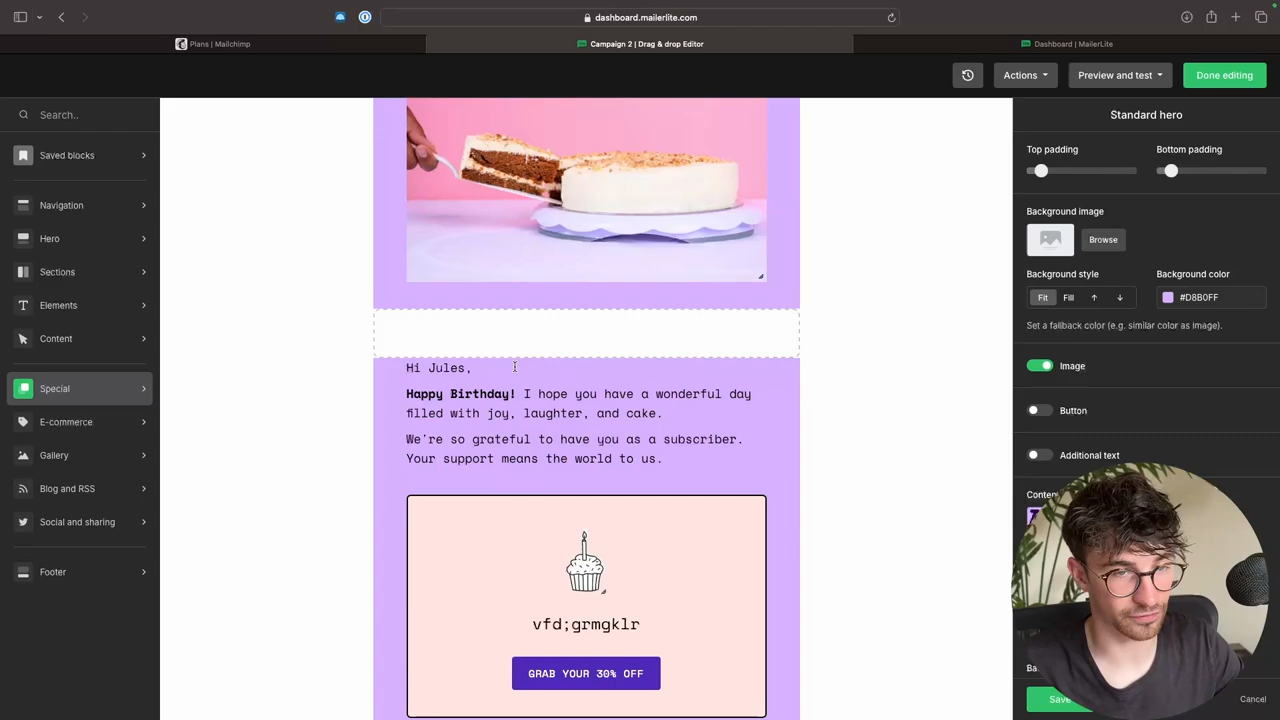 dashboard.mailerlite.com
Plans | Mailchimp
Campaign 2 | Drag & drop Editor
Dashboard | MailerLite
Actions
Preview and test
Done editing
Search..
Saved blocks
Navigation
Hero
Sections
Elements
Content
Special
E-commerce
Gallery
Blog and RSS
Social and sharing
Footer
Hi Jules,
Happy Birthday! I hope you have a wonderful day
filled with joy, laughter, and cake.
We're so grateful to have you as a subscriber.
Your support means the world to us.
vfd;grmgklr
GRAB YOUR 30% OFF
Standard hero
Top padding
Bottom padding
Background image
Browse
Background style
Background color
Fit
Fill
#D8B0FF
Set a fallback color (e.g. similar color as image).
Image
Button
Additional text
Cancel